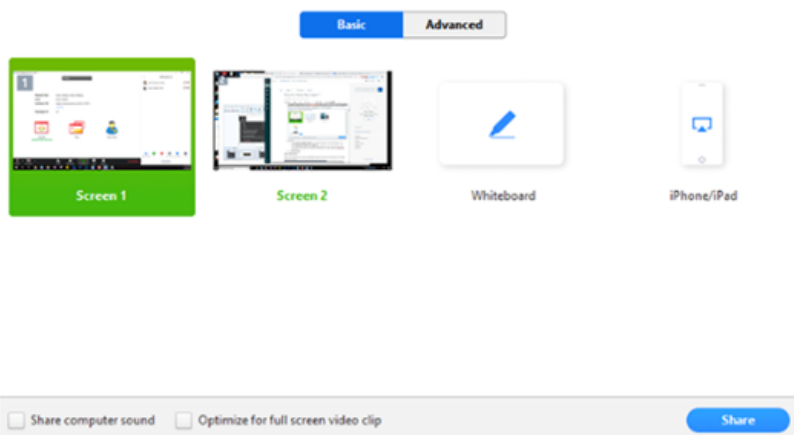 Basic Advanced
1
Screen 1 Screen 2 Whiteboard iPhone/iPad
Share computer sound Optimize for full screen video clip Share